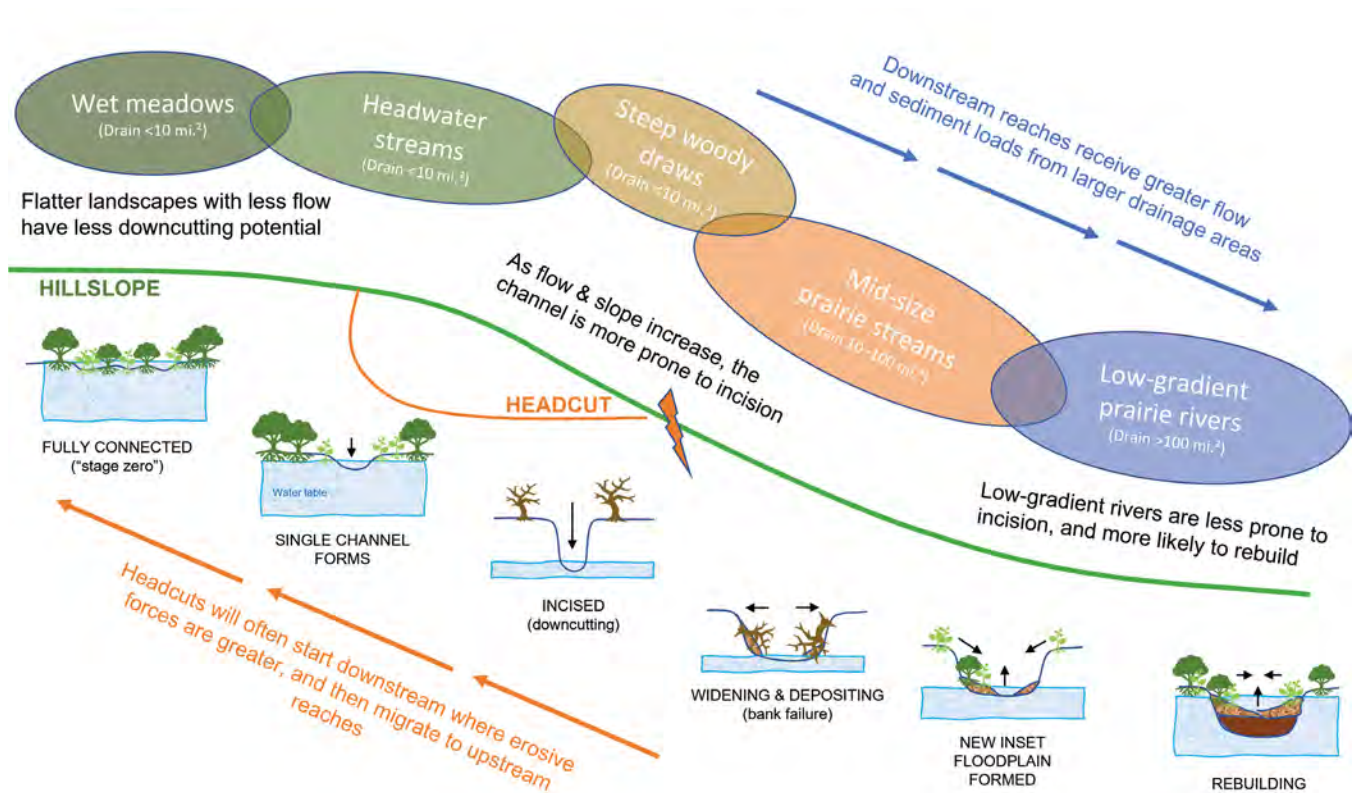 Wet meadows
(Drain <10 mi.²)
Headwater
streams
(Drain <10 mi.²)
Steep woody
draws
(Drain <10 mi.²)
Mid-size
prairie streams
(Drain 10–100 mi.²)
Low-gradient
prairie rivers
(Drain >100 mi.²)
Downstream reaches receive greater flow
and sediment loads from larger drainage areas
Flatter landscapes with less flow
have less downcutting potential
As flow & slope increase, the
channel is more prone to incision
Low-gradient rivers are less prone to
incision, and more likely to rebuild
HILLSLOPE
HEADCUT
FULLY CONNECTED
("stage zero")
Water table
SINGLE CHANNEL
FORMS
INCISED
(downcutting)
WIDENING & DEPOSITING
(bank failure)
NEW INSET
FLOODPLAIN
FORMED
REBUILDING
Headcuts will often start downstream where erosive
forces are greater, and then migrate to upstream
reaches